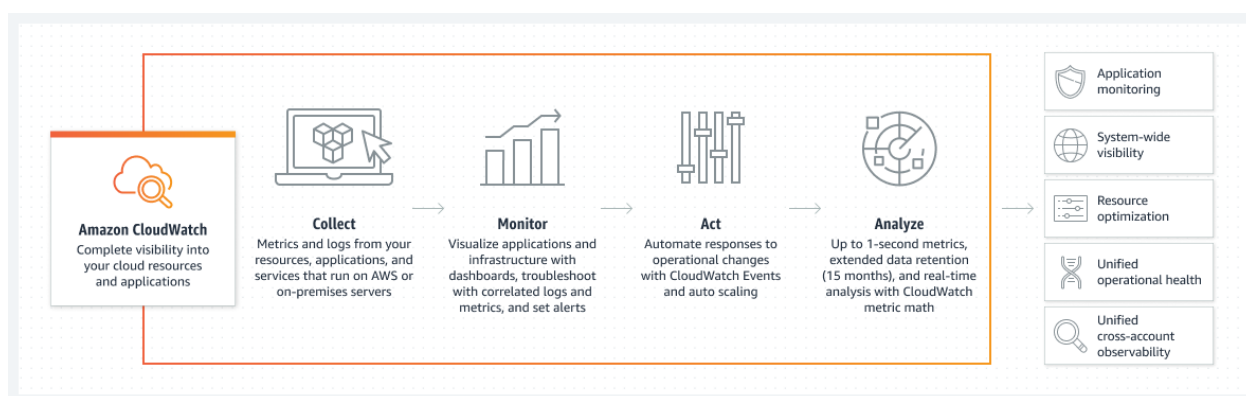 Amazon CloudWatch
Complete visibility into
your cloud resources
and applications
Collect
Metrics and logs from your
resources, applications, and
services that run on AWS or
on-premises servers
Monitor
Visualize applications and
infrastructure with
dashboards, troubleshoot
with correlated logs and
metrics, and set alerts
Act
Automate responses to
operational changes
with CloudWatch Events
and auto scaling
Analyze
Up to 1-second metrics,
extended data retention
(15 months), and real-time
analysis with CloudWatch
metric math
Application
monitoring
System-wide
visibility
Resource
optimization
Unified
operational health
Unified
cross-account
observability